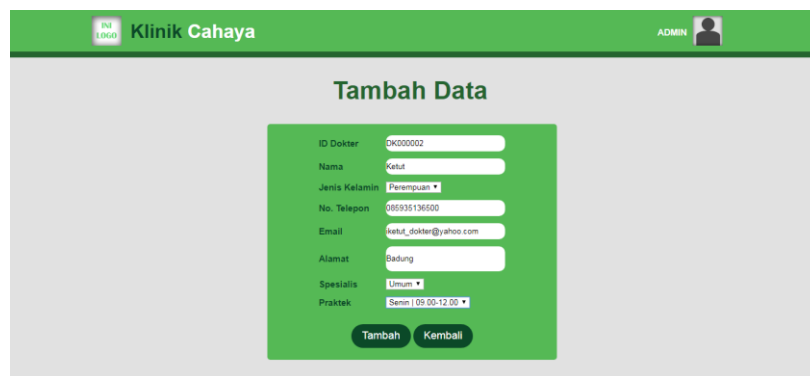 INI
LOGO
Klinik Cahaya
ADMIN
Tambah Data
ID Dokter DK000002
Nama Ketut
Jenis Kelamin Perempuan
No. Telepon 085935136500
Email iketut_dokter@yahoo.com
Alamat Badung
Spesialis Umum
Praktek Senin | 09.00-12.00
Tambah Kembali